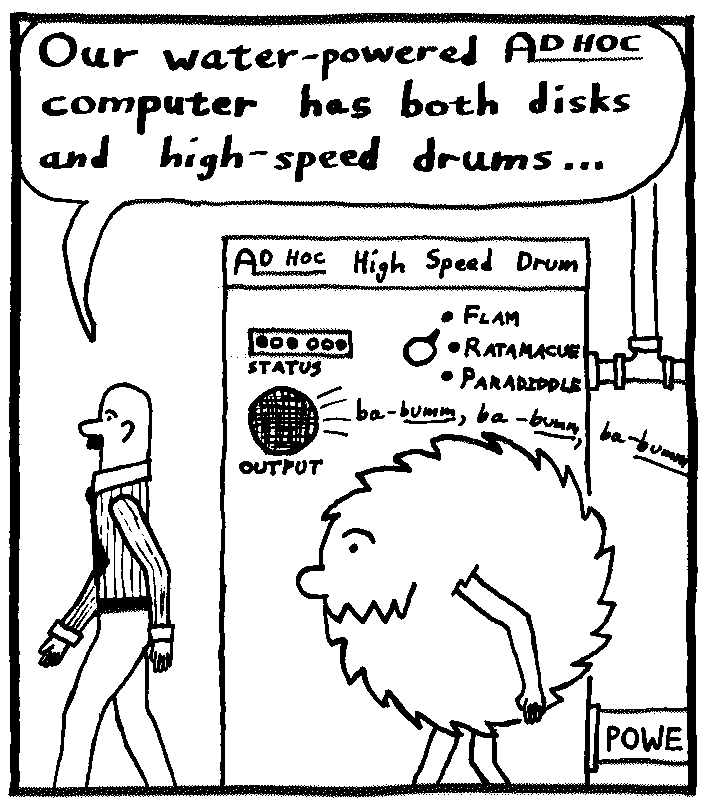 Our water-powered AD HOC
computer has both disks
and high-speed drums...
AD HOC High Speed Drum
FLAM
RATAMACUE
PARADIDDLE
STATUS
ba-bumm, ba-bumm, ba-bumm
OUTPUT
POWE